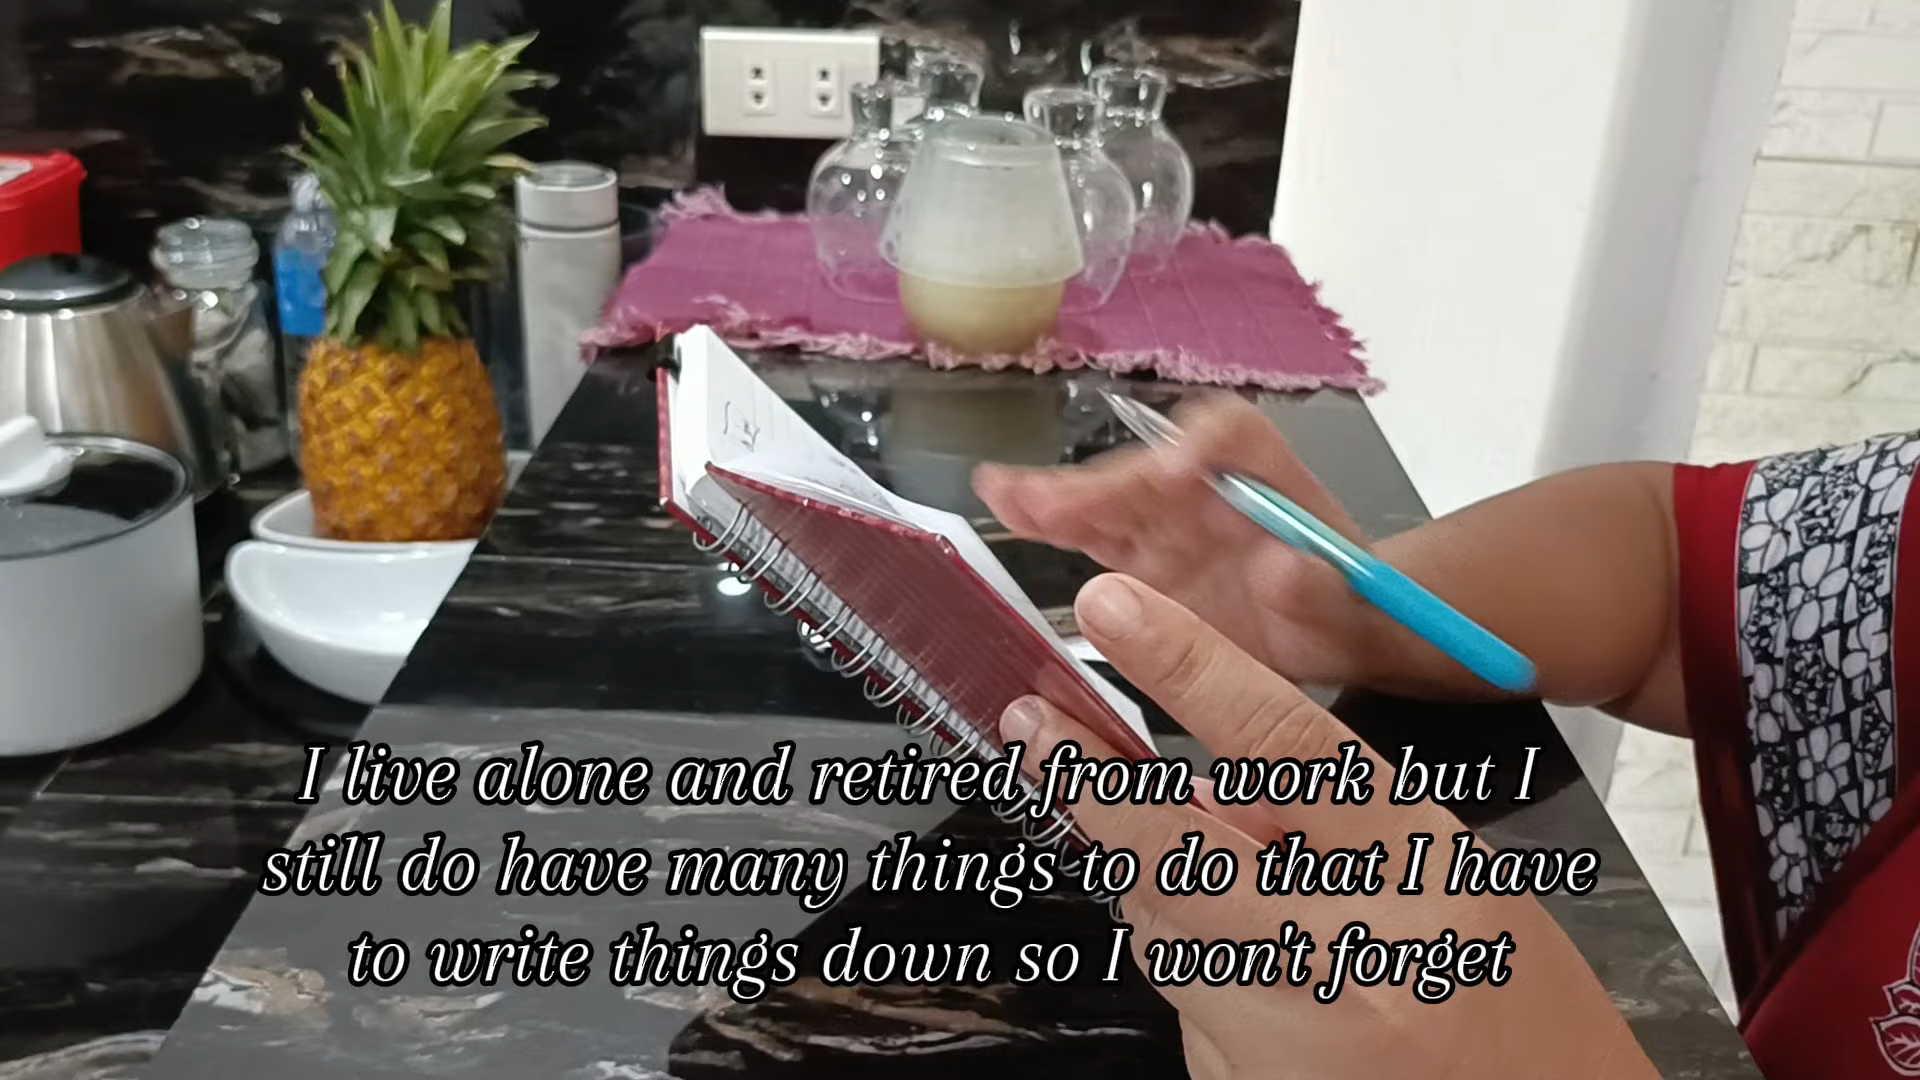 I live alone and retired from work but I
still do have many things to do that I have
to write things down so I won't forget